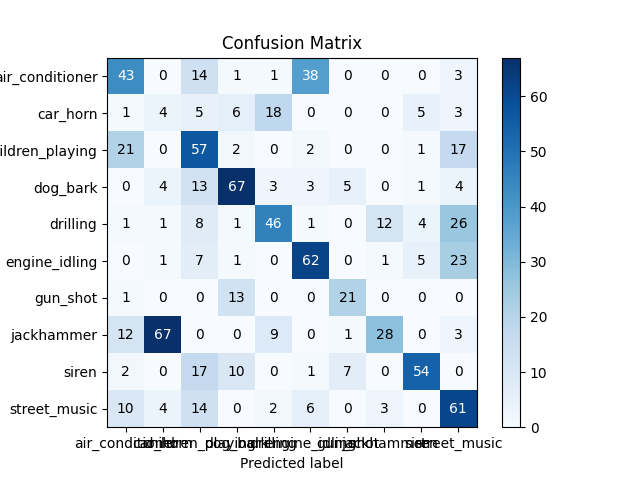 Confusion Matrix
air_conditioner 43 0 14 1 1 38 0 0 0 3
car_horn 1 4 5 6 18 0 0 0 5 3
ildren_playing 21 0 57 2 0 2 0 0 1 17
dog_bark 0 4 13 67 3 3 5 0 1 4
drilling 1 1 8 1 46 1 0 12 4 26
engine_idling 0 1 7 1 0 62 0 1 5 23
gun_shot 1 0 0 13 0 0 21 0 0 0
jackhammer 12 67 0 0 9 0 1 28 0 3
siren 2 0 17 10 0 1 7 0 54 0
street_music 10 4 14 0 2 6 0 3 0 61
60
50
40
30
20
10
0
street_music
Predicted label